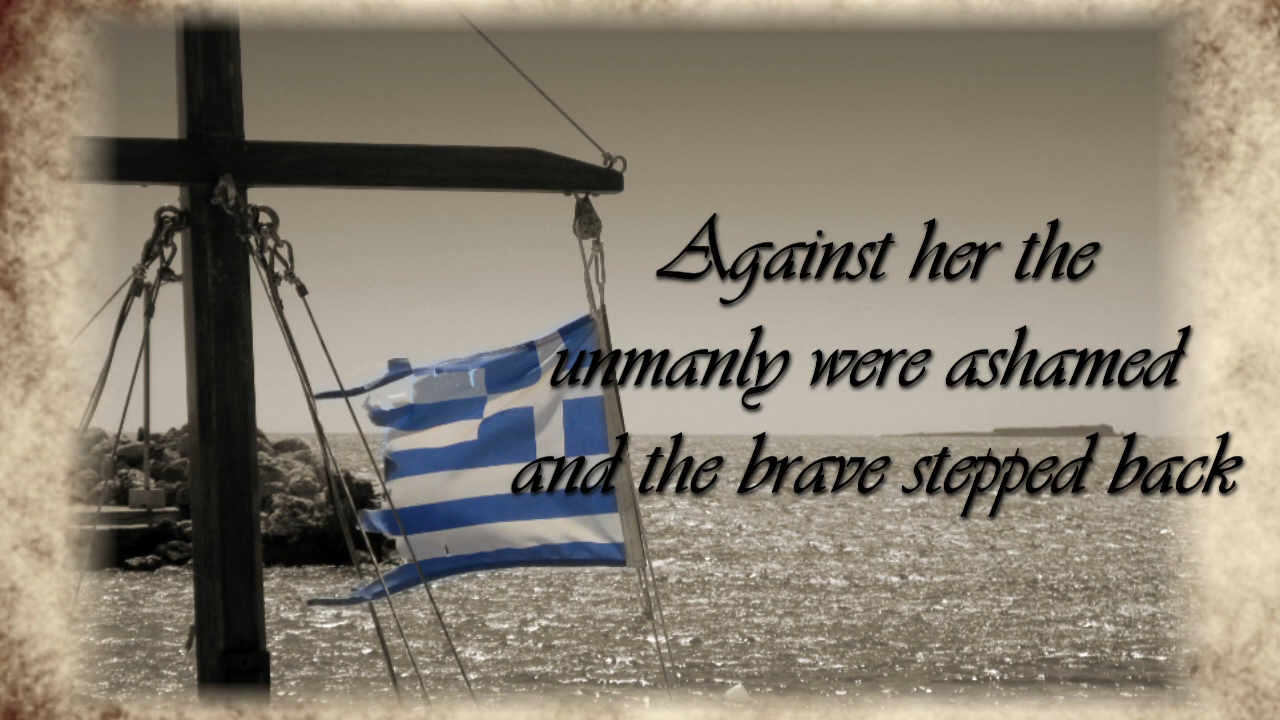 Against her the
unmanly were ashamed
and the brave stepped back